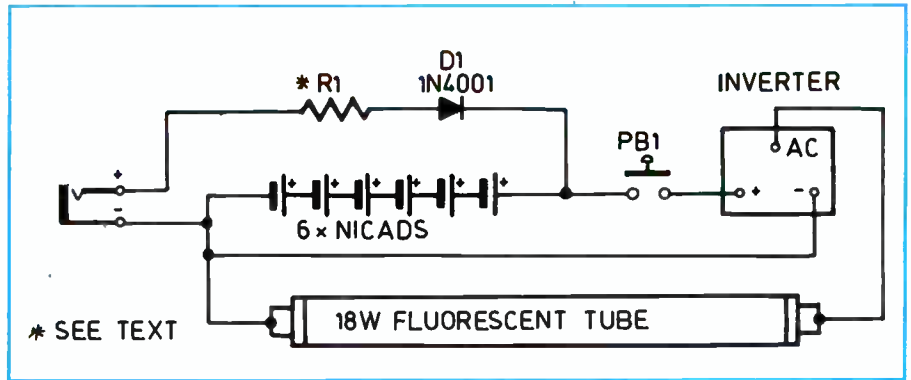 D1
* R1
1N4001
INVERTER
PB1
AC
+
-
+ + + + + +
+ -
6 x NICADS
18W FLUORESCENT TUBE
* SEE TEXT